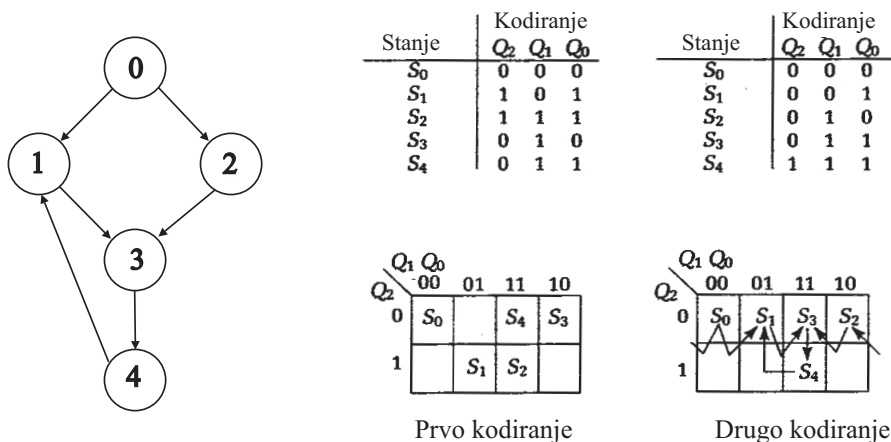 0
1
2
3
4
Kodiranje
Stanje Q₂ Q₁ Q₀
S₀ 0 0 0
S₁ 1 0 1
S₂ 1 1 1
S₃ 0 1 0
S₄ 0 1 1
Kodiranje
Stanje Q₂ Q₁ Q₀
S₀ 0 0 0
S₁ 0 0 1
S₂ 0 1 0
S₃ 0 1 1
S₄ 1 1 1
Q₁ Q₀
00 01 11 10
Q₂
0 S₀ S₄ S₃
1 S₁ S₂
Prvo kodiranje
Q₁ Q₀
00 01 11 10
Q₂
0 S₀ S₁ S₃ S₂
1 S₄
Drugo kodiranje